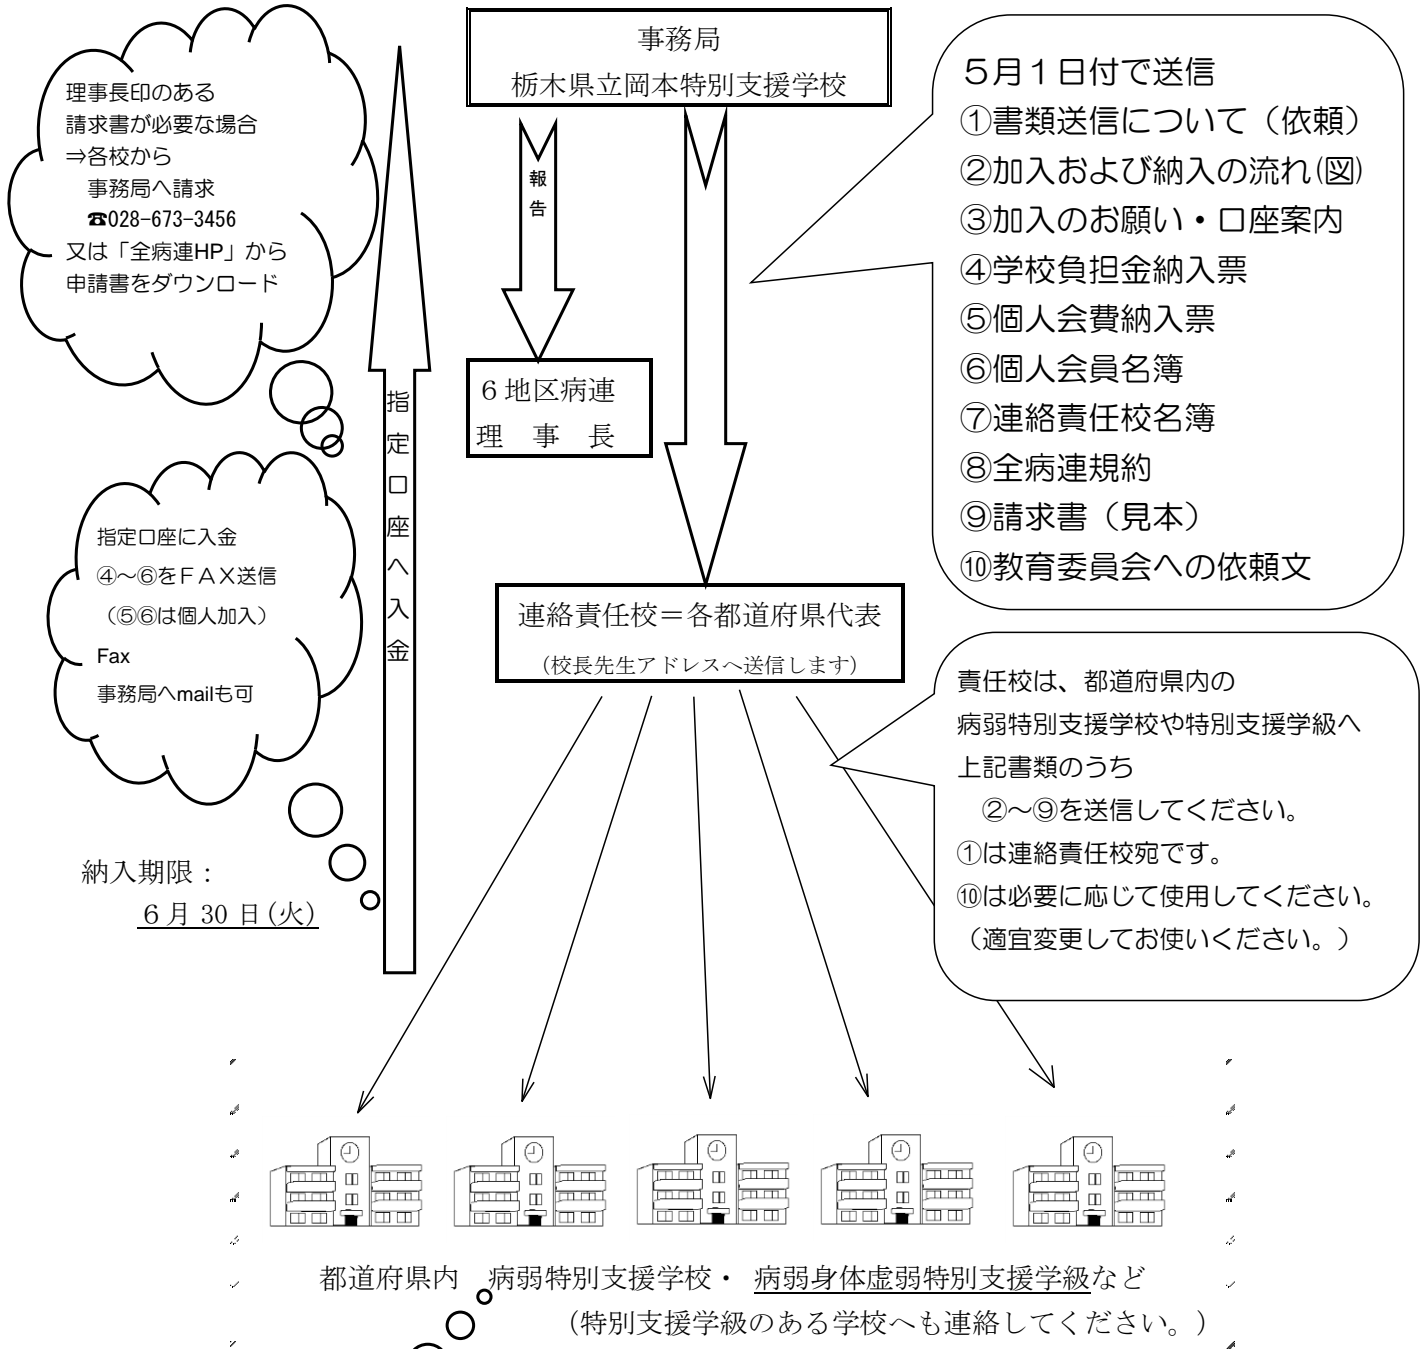 事務局
栃木県立岡本特別支援学校
理事長印のある
請求書が必要な場合
⇒各校から
事務局へ請求
☎028-673-3456
又は「全病連HP」から
申請書をダウンロード
報告
5月1日付で送信
①書類送信について（依頼）
②加入および納入の流れ(図)
③加入のお願い・口座案内
④学校負担金納入票
⑤個人会費納入票
⑥個人会員名簿
⑦連絡責任校名簿
⑧全病連規約
⑨請求書（見本）
⑩教育委員会への依頼文
6地区病連
理 事 長
指定口座へ入金
指定口座に入金
④～⑥をＦＡＸ送信
（⑤⑥は個人加入）
Fax
事務局へmailも可
連絡責任校＝各都道府県代表
（校長先生アドレスへ送信します）
責任校は、都道府県内の
病弱特別支援学校や特別支援学級へ
上記書類のうち
②～⑨を送信してください。
①は連絡責任校宛です。
⑩は必要に応じて使用してください。
（適宜変更してお使いください。）
納入期限：
6月30日(火)
都道府県内 病弱特別支援学校・ 病弱身体虚弱特別支援学級など
（特別支援学級のある学校へも連絡してください。）